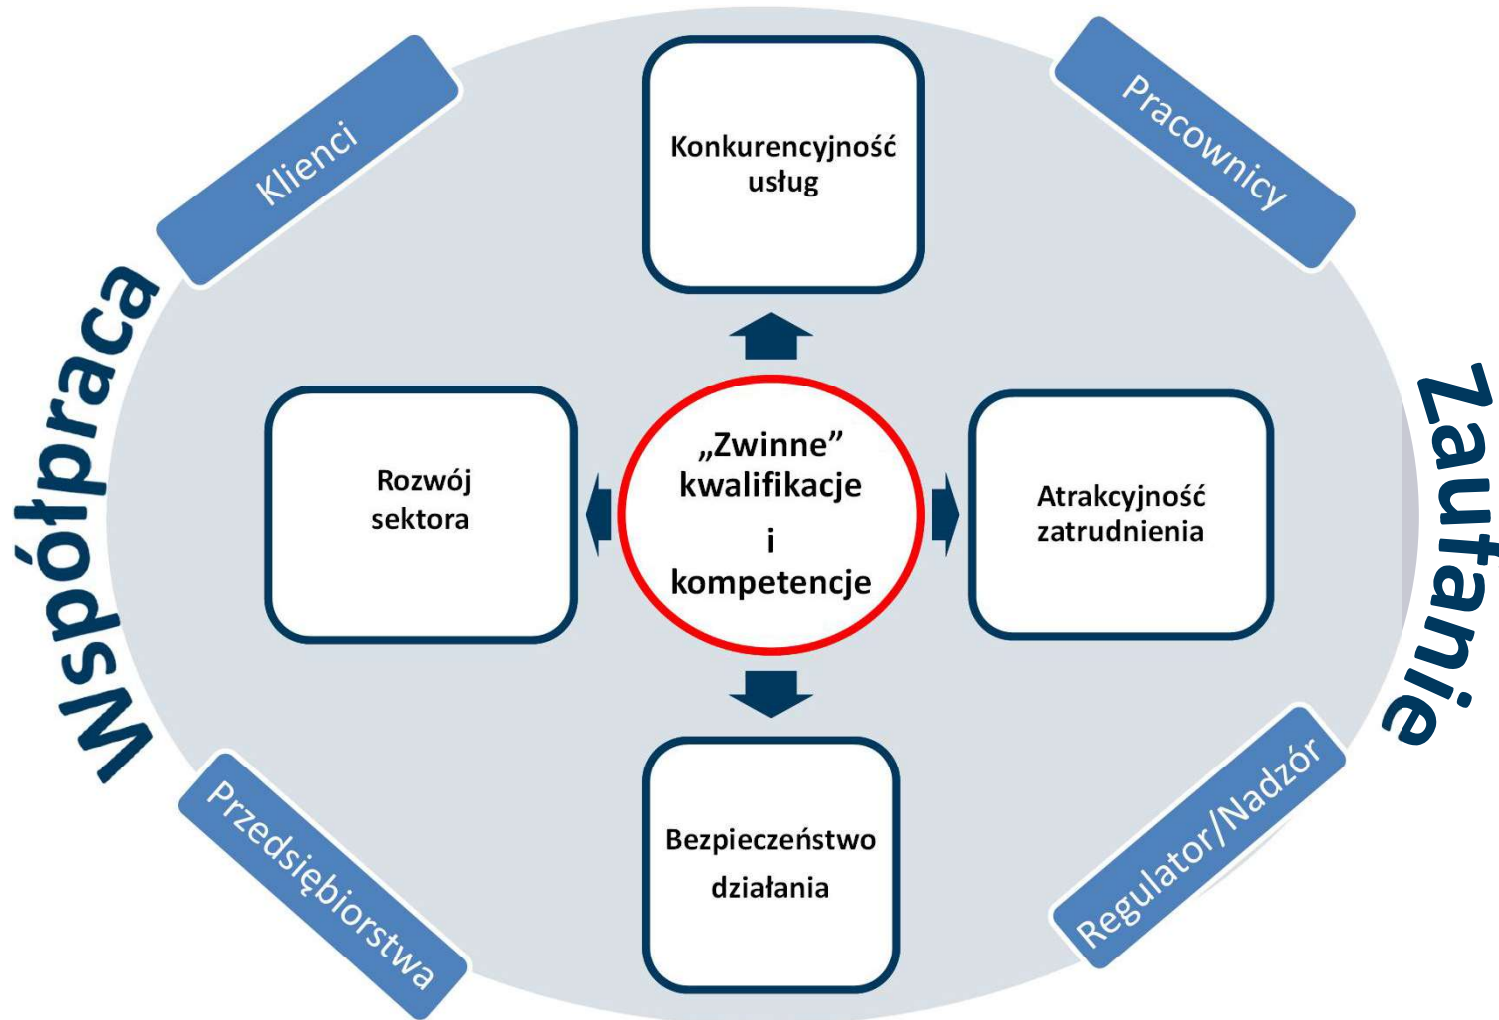 Klienci
Konkurencyjność
usług
Pracownicy
Współpraca
Rozwój
sektora
„Zwinne”
kwalifikacje
i
kompetencje
Atrakcyjność
zatrudnienia
Zaufanie
Przedsiębiorstwa
Bezpieczeństwo
działania
Regulator/Nadzór